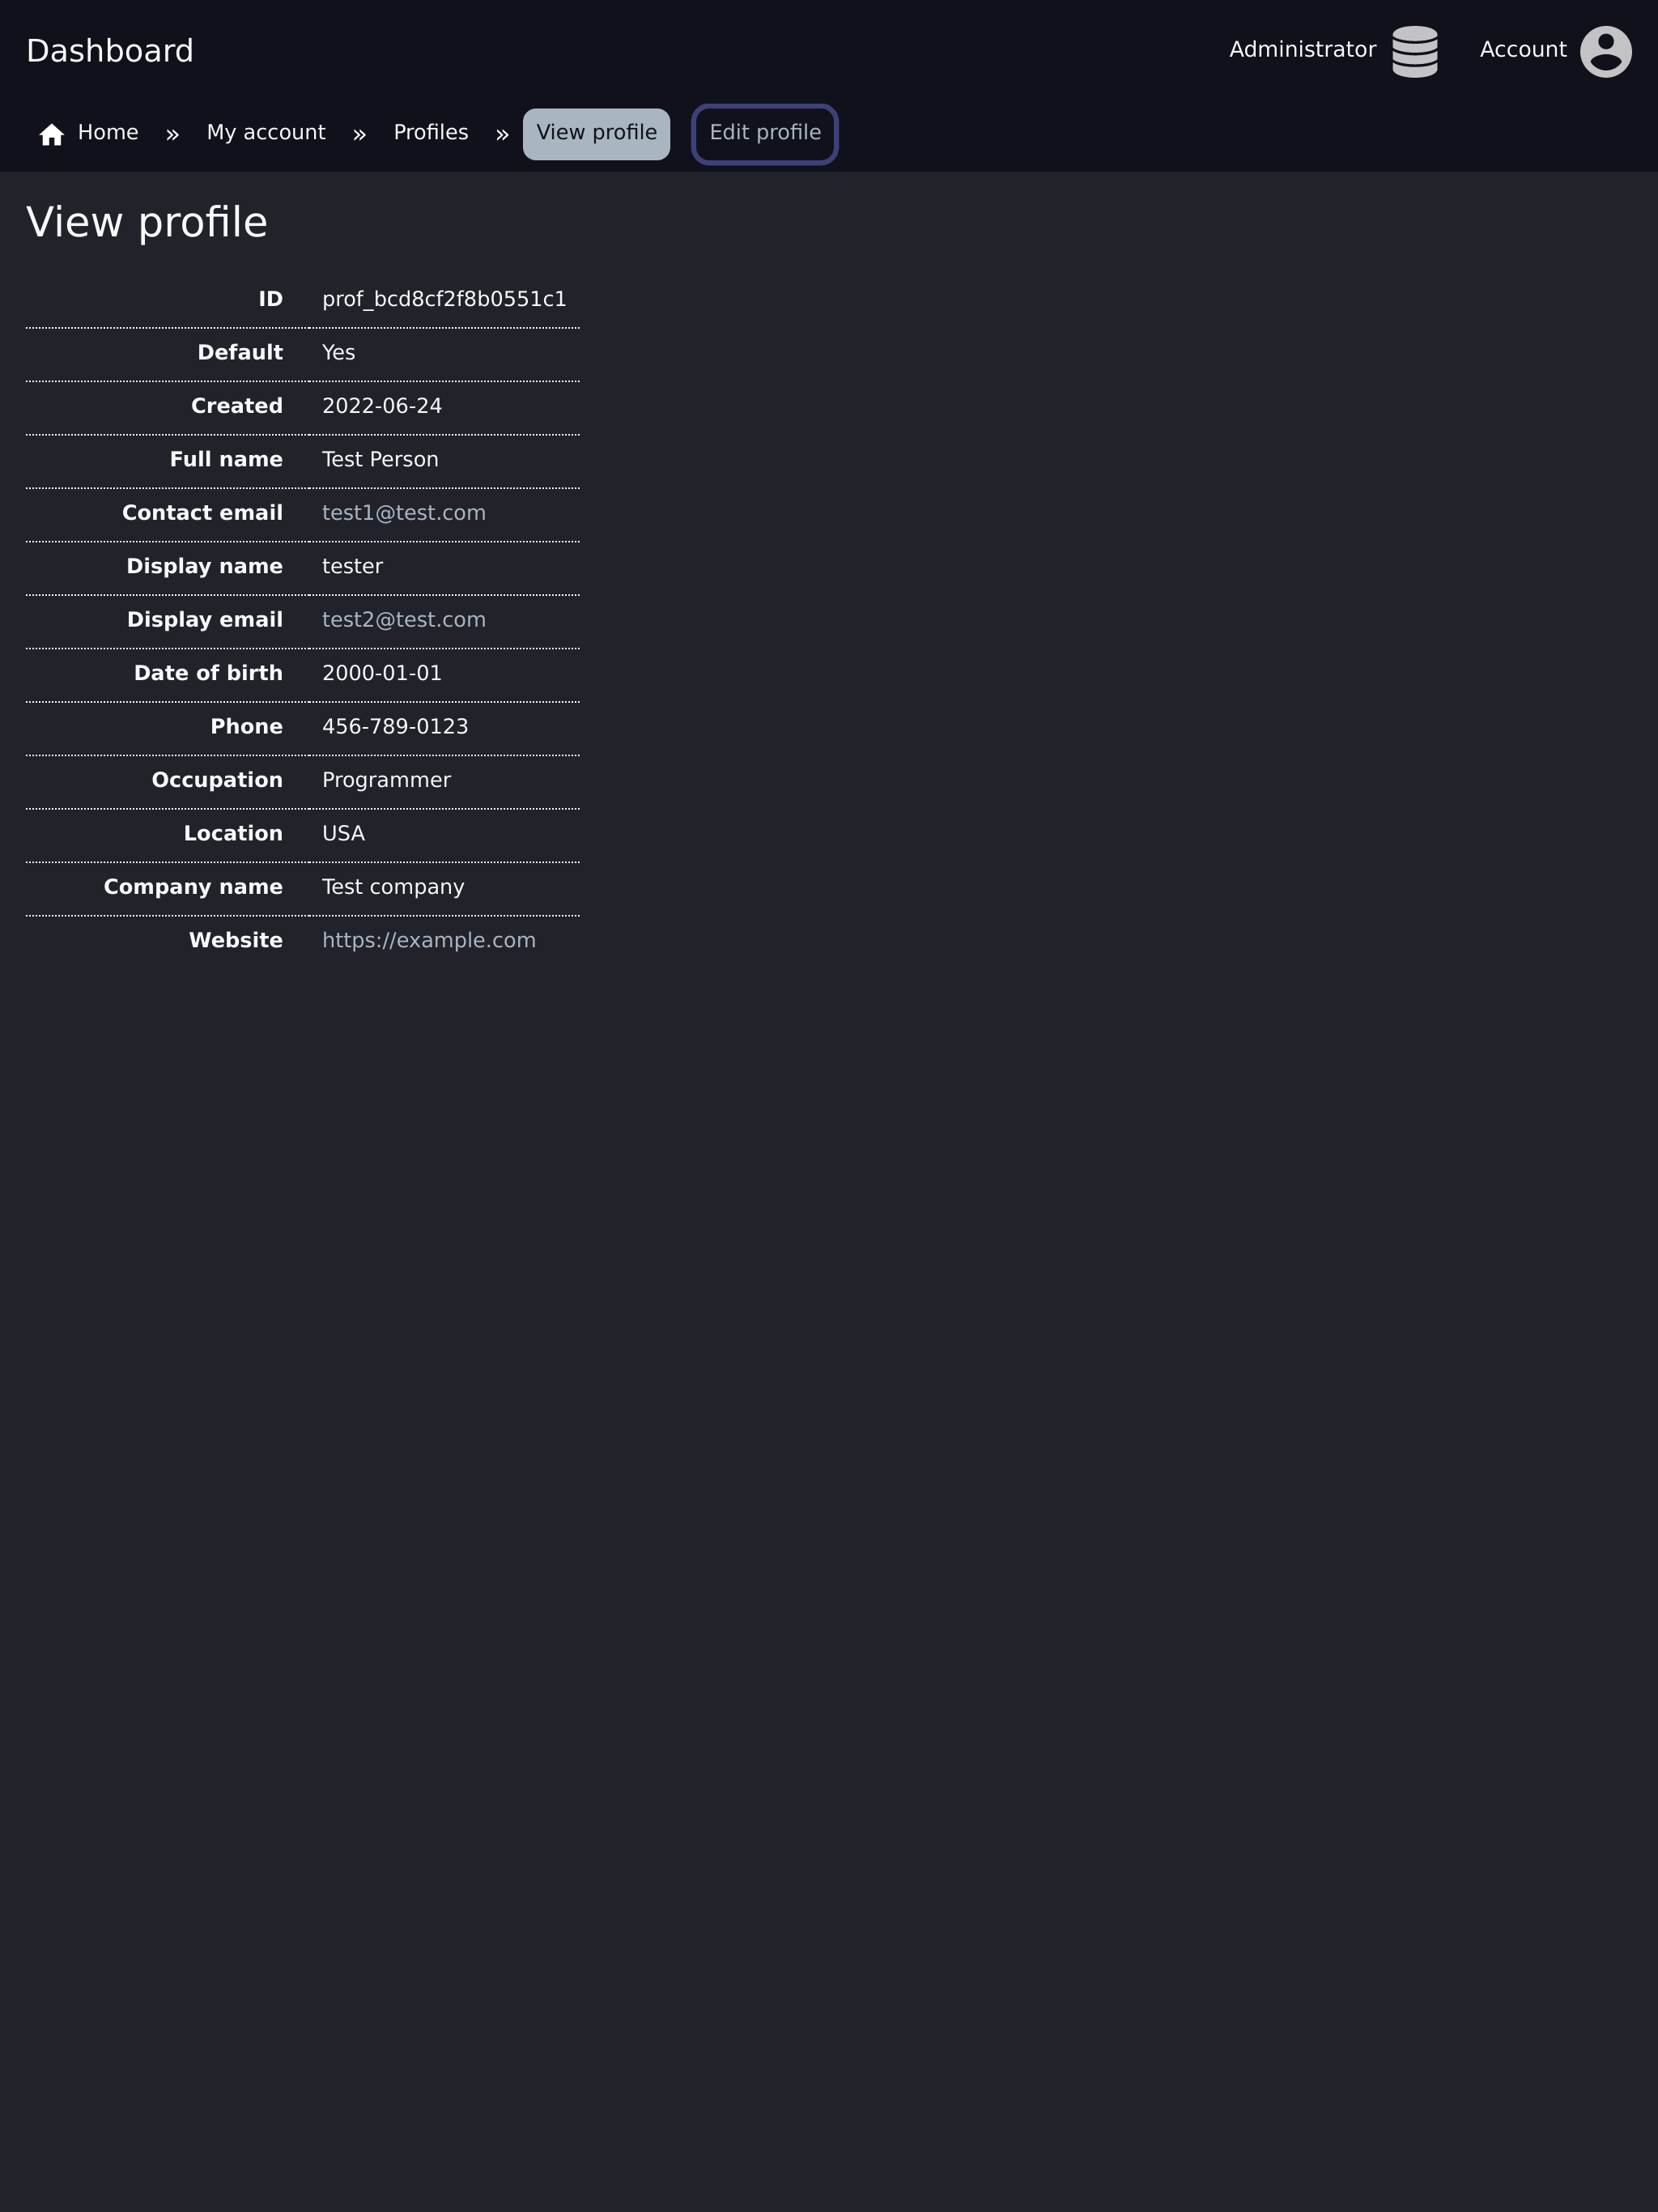 Dashboard
Administrator
Account
Home » My account » Profiles » View profile Edit profile
View profile
ID prof_bcd8cf2f8b0551c1
Default Yes
Created 2022-06-24
Full name Test Person
Contact email test1@test.com
Display name tester
Display email test2@test.com
Date of birth 2000-01-01
Phone 456-789-0123
Occupation Programmer
Location USA
Company name Test company
Website https://example.com